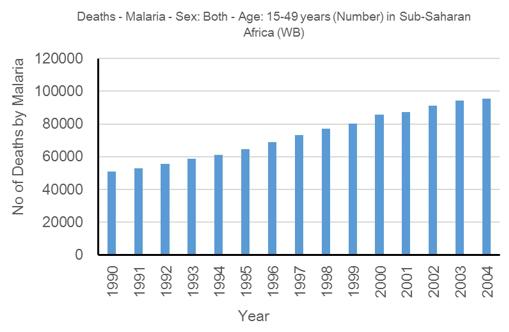 Deaths - Malaria - Sex: Both - Age: 15-49 years (Number) in Sub-Saharan
Africa (WB)
No of Deaths by Malaria
120000
100000
80000
60000
40000
20000
0
1990 1991 1992 1993 1994 1995 1996 1997 1998 1999 2000 2001 2002 2003 2004
Year